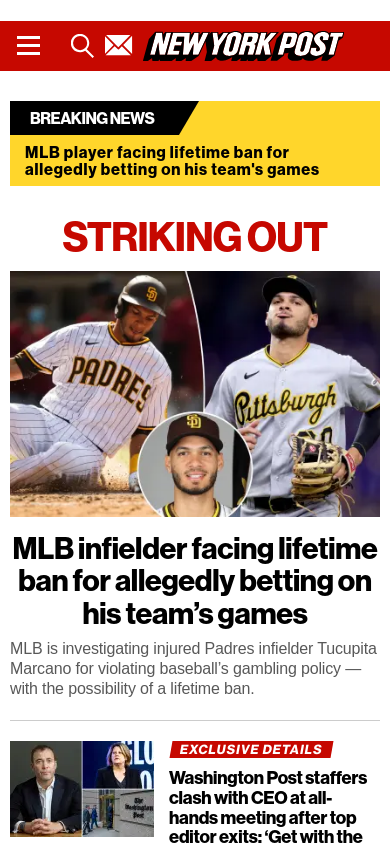 NEW YORK POST
BREAKING NEWS
MLB player facing lifetime ban for
allegedly betting on his team's games
STRIKING OUT
PADRES
Pittsburgh
MLB infielder facing lifetime
ban for allegedly betting on
his team’s games
MLB is investigating injured Padres infielder Tucupita
Marcano for violating baseball’s gambling policy —
with the possibility of a lifetime ban.
The Washington Post
EXCLUSIVE DETAILS
Washington Post staffers
clash with CEO at all-
hands meeting after top
editor exits: ‘Get with the